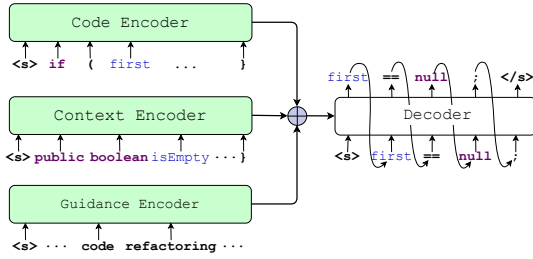 Code Encoder
<s> if ( first ... }
Context Encoder
<s> public boolean isEmpty ··· }
Guidance Encoder
<s> ··· code refactoring ···
first == null ; </s>
Decoder
<s> first == null ;